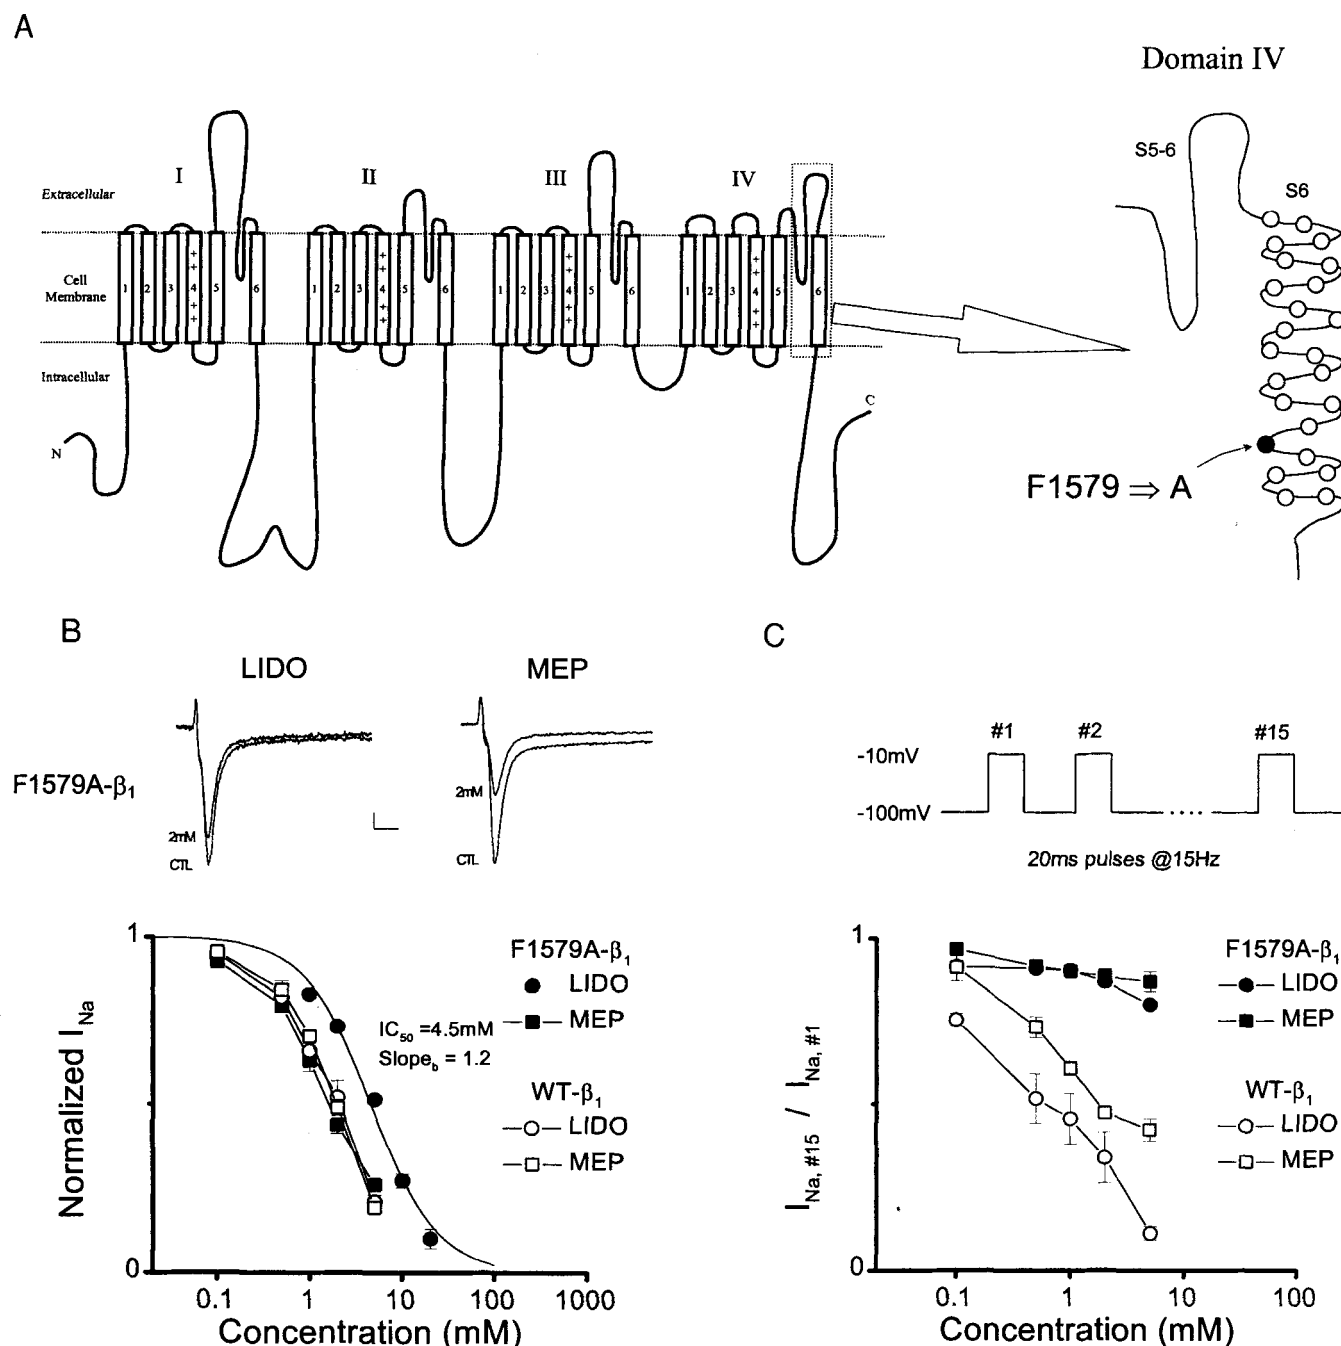 A
Domain IV
S5-6
S6
I
II
III
IV
Extracellular
Cell
Membrane
1 2 3 + + 4 + + 5 6
1 2 3 + + 4 + + 5 6
1 2 3 + + 4 + + 5 6
1 2 3 + + 4 + + 5 6
Intracellular
N
C
F1579 ⇒ A
B
LIDO
MEP
F1579A-β1
2mM
CTL
2mM
CTL
1
Normalized INa
0
0.1 1 10 100 1000
Concentration (mM)
IC50 =4.5mM
Slopeb = 1.2
F1579A-β1
LIDO
MEP
WT-β1
LIDO
MEP
C
#1
#2
#15
-10mV
-100mV
....
20ms pulses @15Hz
1
INa, #15 / INa, #1
0
0.1 1 10 100
Concentration (mM)
F1579A-β1
LIDO
MEP
WT-β1
LIDO
MEP